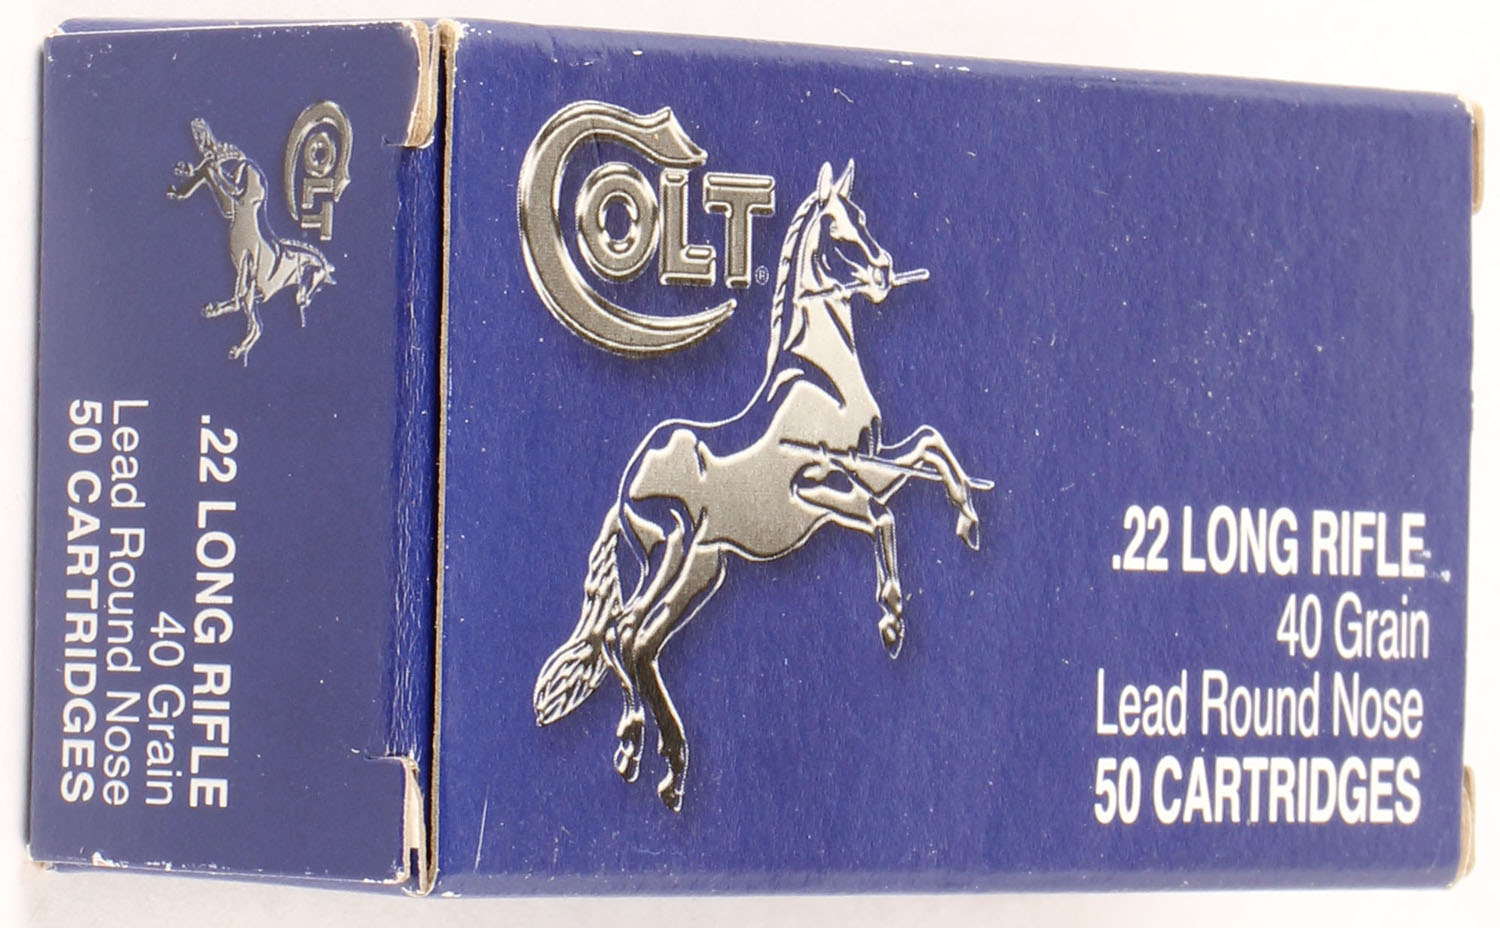 COLT®
.22 LONG RIFLE
40 Grain
Lead Round Nose
50 CARTRIDGES
COLT
.22 LONG RIFLE
40 Grain
Lead Round Nose
50 CARTRIDGES